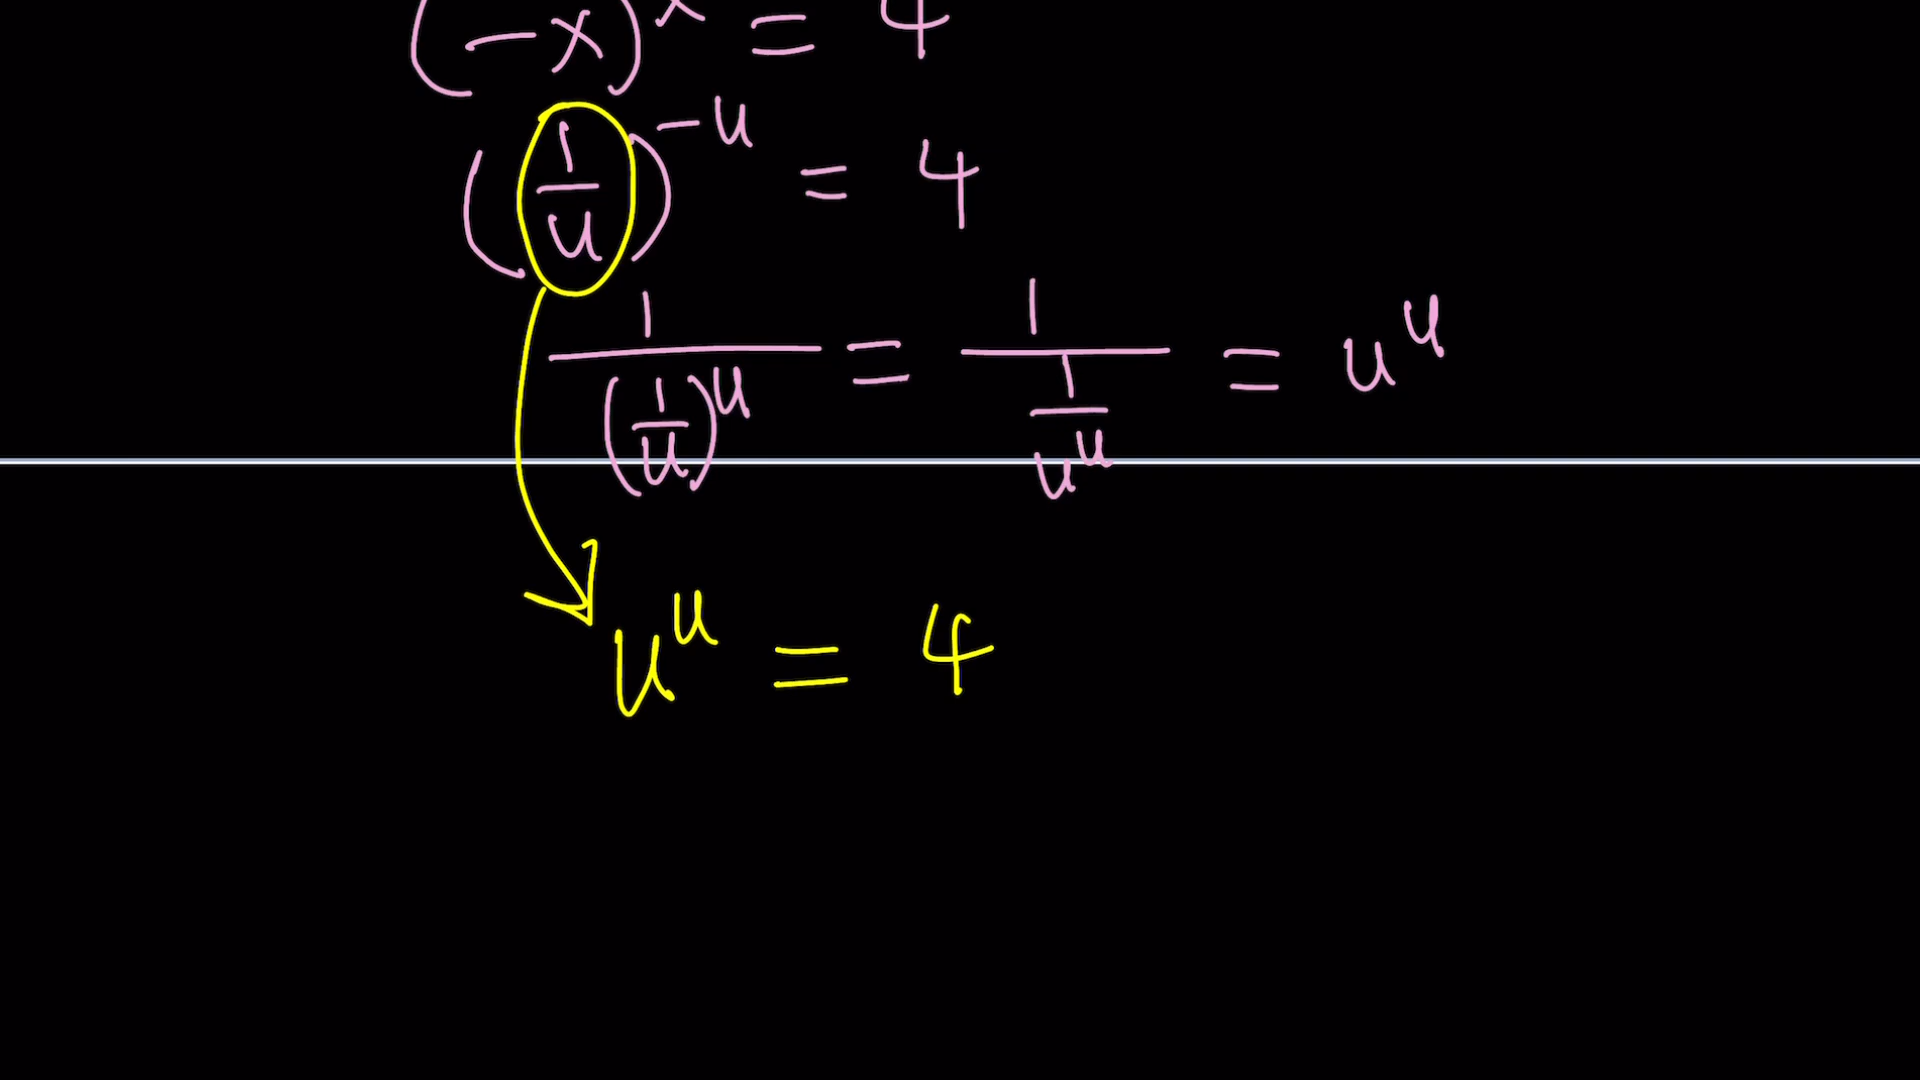 (-x)^x = 4
(1/u)^-u = 4
1/(1/u)^u = 1/(1/u^u) = u^u
u^u = 4